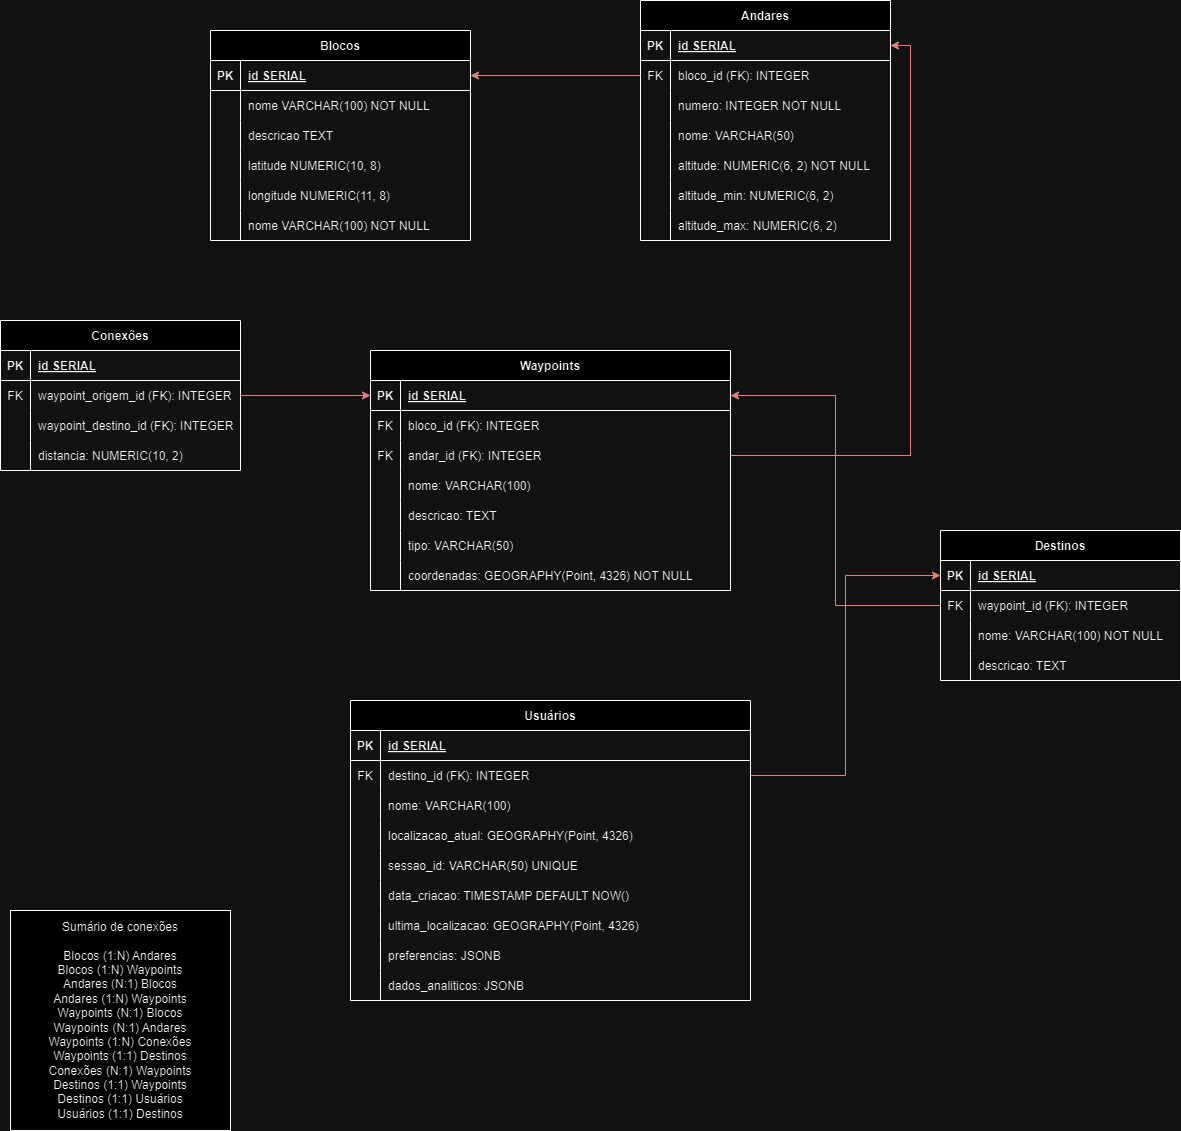 Blocos
PK id SERIAL
nome VARCHAR(100) NOT NULL
descricao TEXT
latitude NUMERIC(10, 8)
longitude NUMERIC(11, 8)
nome VARCHAR(100) NOT NULL
Andares
PK id SERIAL
FK bloco_id (FK): INTEGER
numero: INTEGER NOT NULL
nome: VARCHAR(50)
altitude: NUMERIC(6, 2) NOT NULL
altitude_min: NUMERIC(6, 2)
altitude_max: NUMERIC(6, 2)
Conexões
PK id SERIAL
FK waypoint_origem_id (FK): INTEGER
waypoint_destino_id (FK): INTEGER
distancia: NUMERIC(10, 2)
Waypoints
PK id SERIAL
FK bloco_id (FK): INTEGER
FK andar_id (FK): INTEGER
nome: VARCHAR(100)
descricao: TEXT
tipo: VARCHAR(50)
coordenadas: GEOGRAPHY(Point, 4326) NOT NULL
Destinos
PK id SERIAL
FK waypoint_id (FK): INTEGER
nome: VARCHAR(100) NOT NULL
descricao: TEXT
Usuários
PK id SERIAL
FK destino_id (FK): INTEGER
nome: VARCHAR(100)
localizacao_atual: GEOGRAPHY(Point, 4326)
sessao_id: VARCHAR(50) UNIQUE
data_criacao: TIMESTAMP DEFAULT NOW()
ultima_localizacao: GEOGRAPHY(Point, 4326)
preferencias: JSONB
dados_analiticos: JSONB
Sumário de conexões
Blocos (1:N) Andares
Blocos (1:N) Waypoints
Andares (N:1) Blocos
Andares (1:N) Waypoints
Waypoints (N:1) Blocos
Waypoints (N:1) Andares
Waypoints (1:N) Conexões
Waypoints (1:1) Destinos
Conexões (N:1) Waypoints
Destinos (1:1) Waypoints
Destinos (1:1) Usuários
Usuários (1:1) Destinos